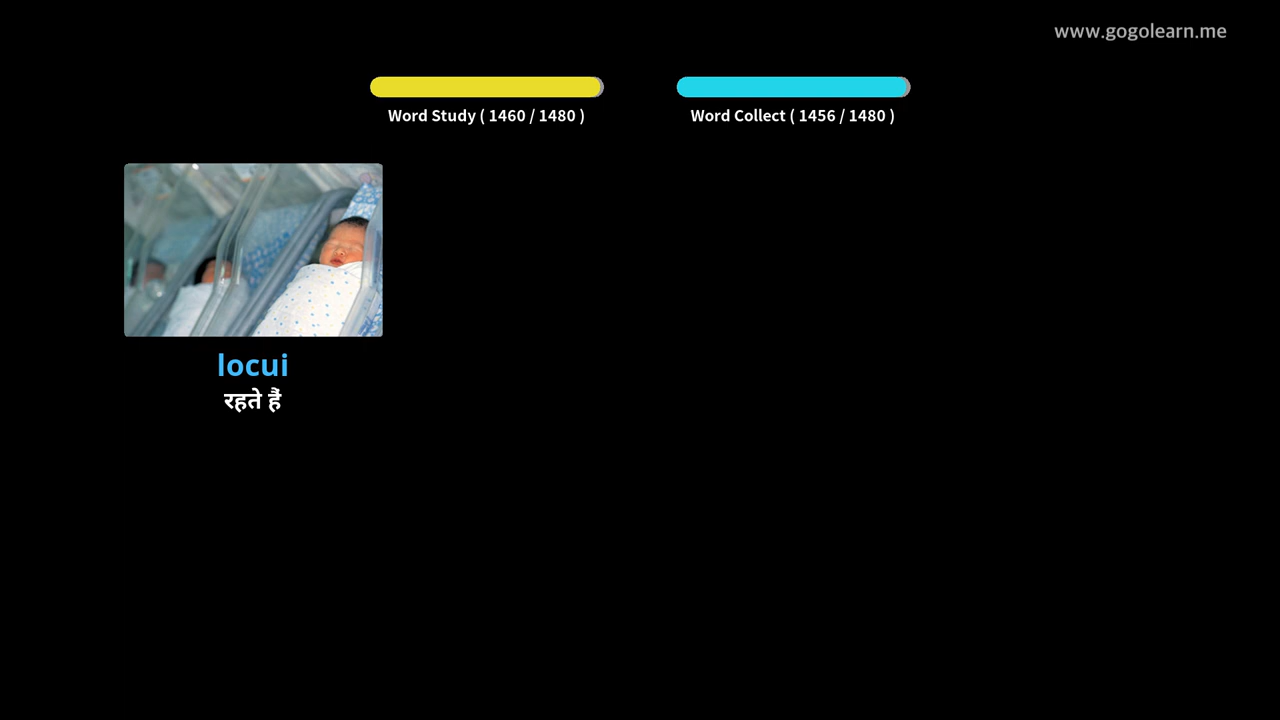 www.gogolearn.me
Word Study ( 1460 / 1480 )
Word Collect ( 1456 / 1480 )
locui
रहते हैं